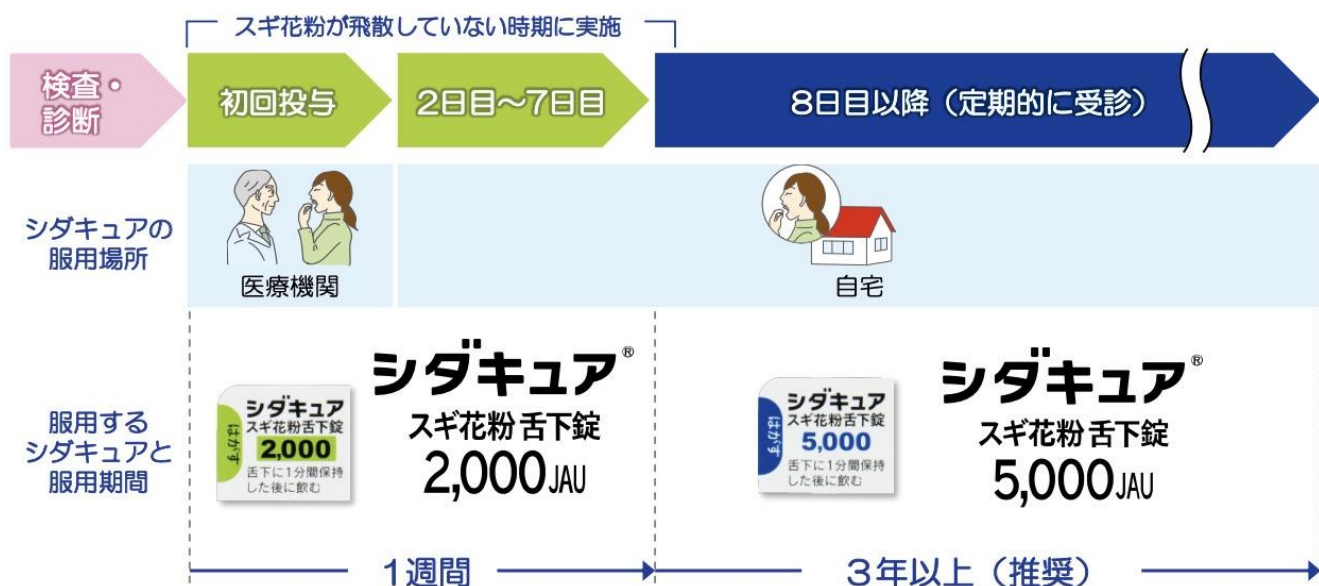 スギ花粉が飛散していない時期に実施
検査・
診断
初回投与
2日目～7日目
8日目以降（定期的に受診）
シダキュアの
服用場所
医療機関
自宅
服用する
シダキュアと
服用期間
シダキュア
スギ花粉舌下錠
2,000
舌下に1分間保持
した後に飲む
はがす
シダキュア®
スギ花粉 舌下錠
2,000JAU
シダキュア
スギ花粉舌下錠
5,000
舌下に1分間保持
した後に飲む
はがす
シダキュア®
スギ花粉 舌下錠
5,000JAU
1週間
3年以上（推奨）